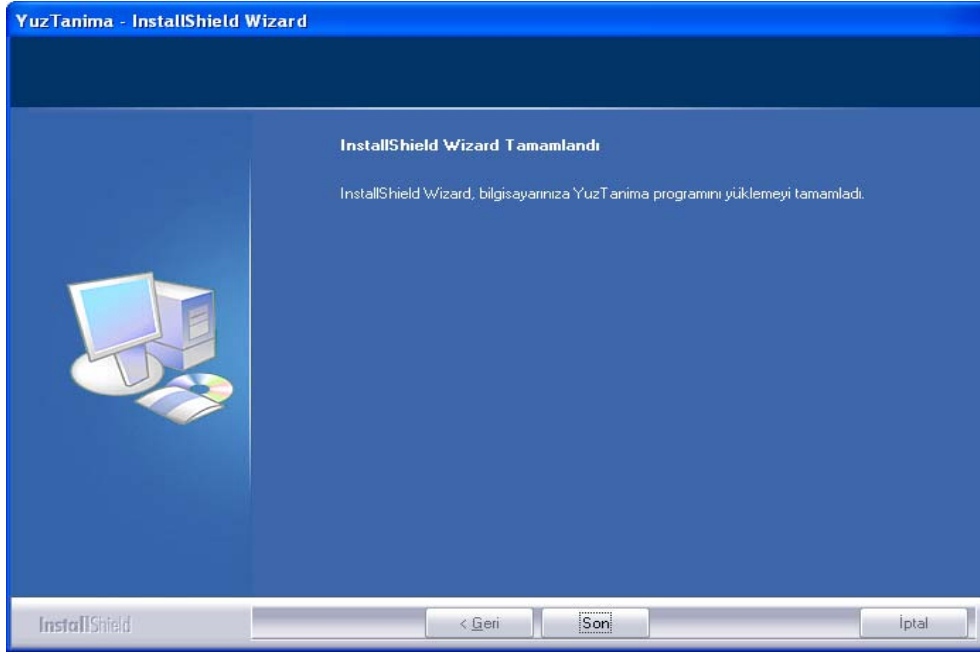 YuzTanima - InstallShield Wizard
InstallShield Wizard Tamamlandı
InstallShield Wizard, bilgisayarınıza YuzTanima programını yüklemeyi tamamladı.
InstallShield
< Geri
Son
İptal